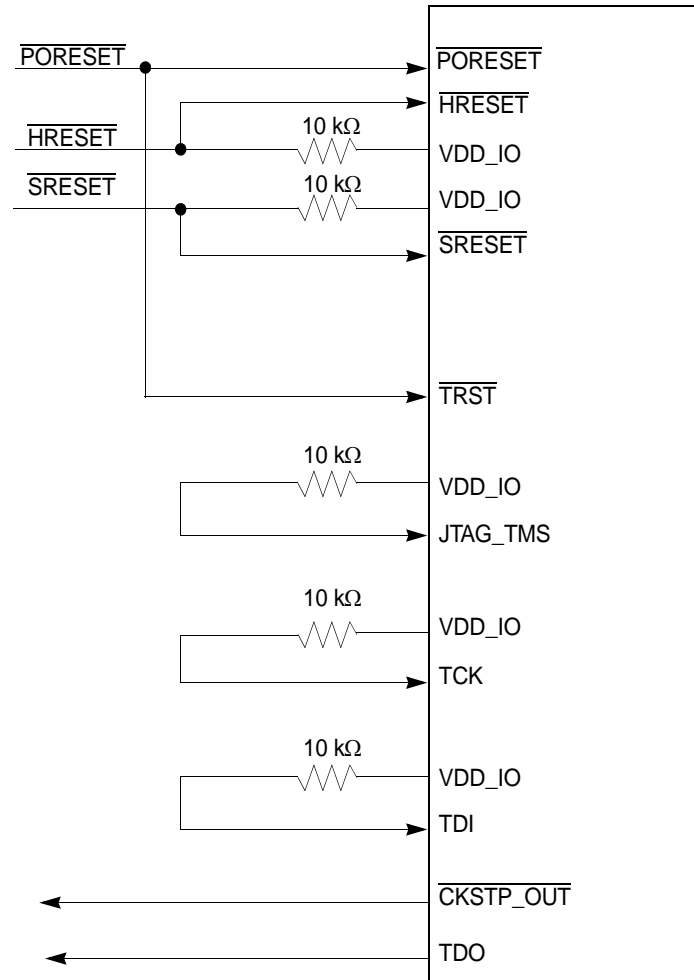 PORESET
PORESET
HRESET
10 kΩ
HRESET
VDD_IO
10 kΩ
SRESET
VDD_IO
SRESET
TRST
10 kΩ
VDD_IO
JTAG_TMS
10 kΩ
VDD_IO
TCK
10 kΩ
VDD_IO
TDI
CKSTP_OUT
TDO